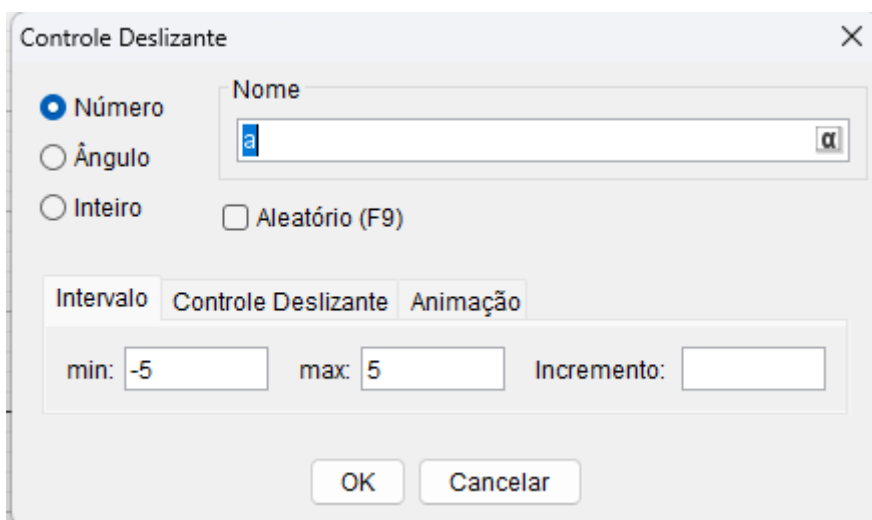 Controle Deslizante
Número
Ângulo
Inteiro
Nome
a
α
Aleatório (F9)
Intervalo Controle Deslizante Animação
min: -5 max: 5 Incremento:
OK Cancelar